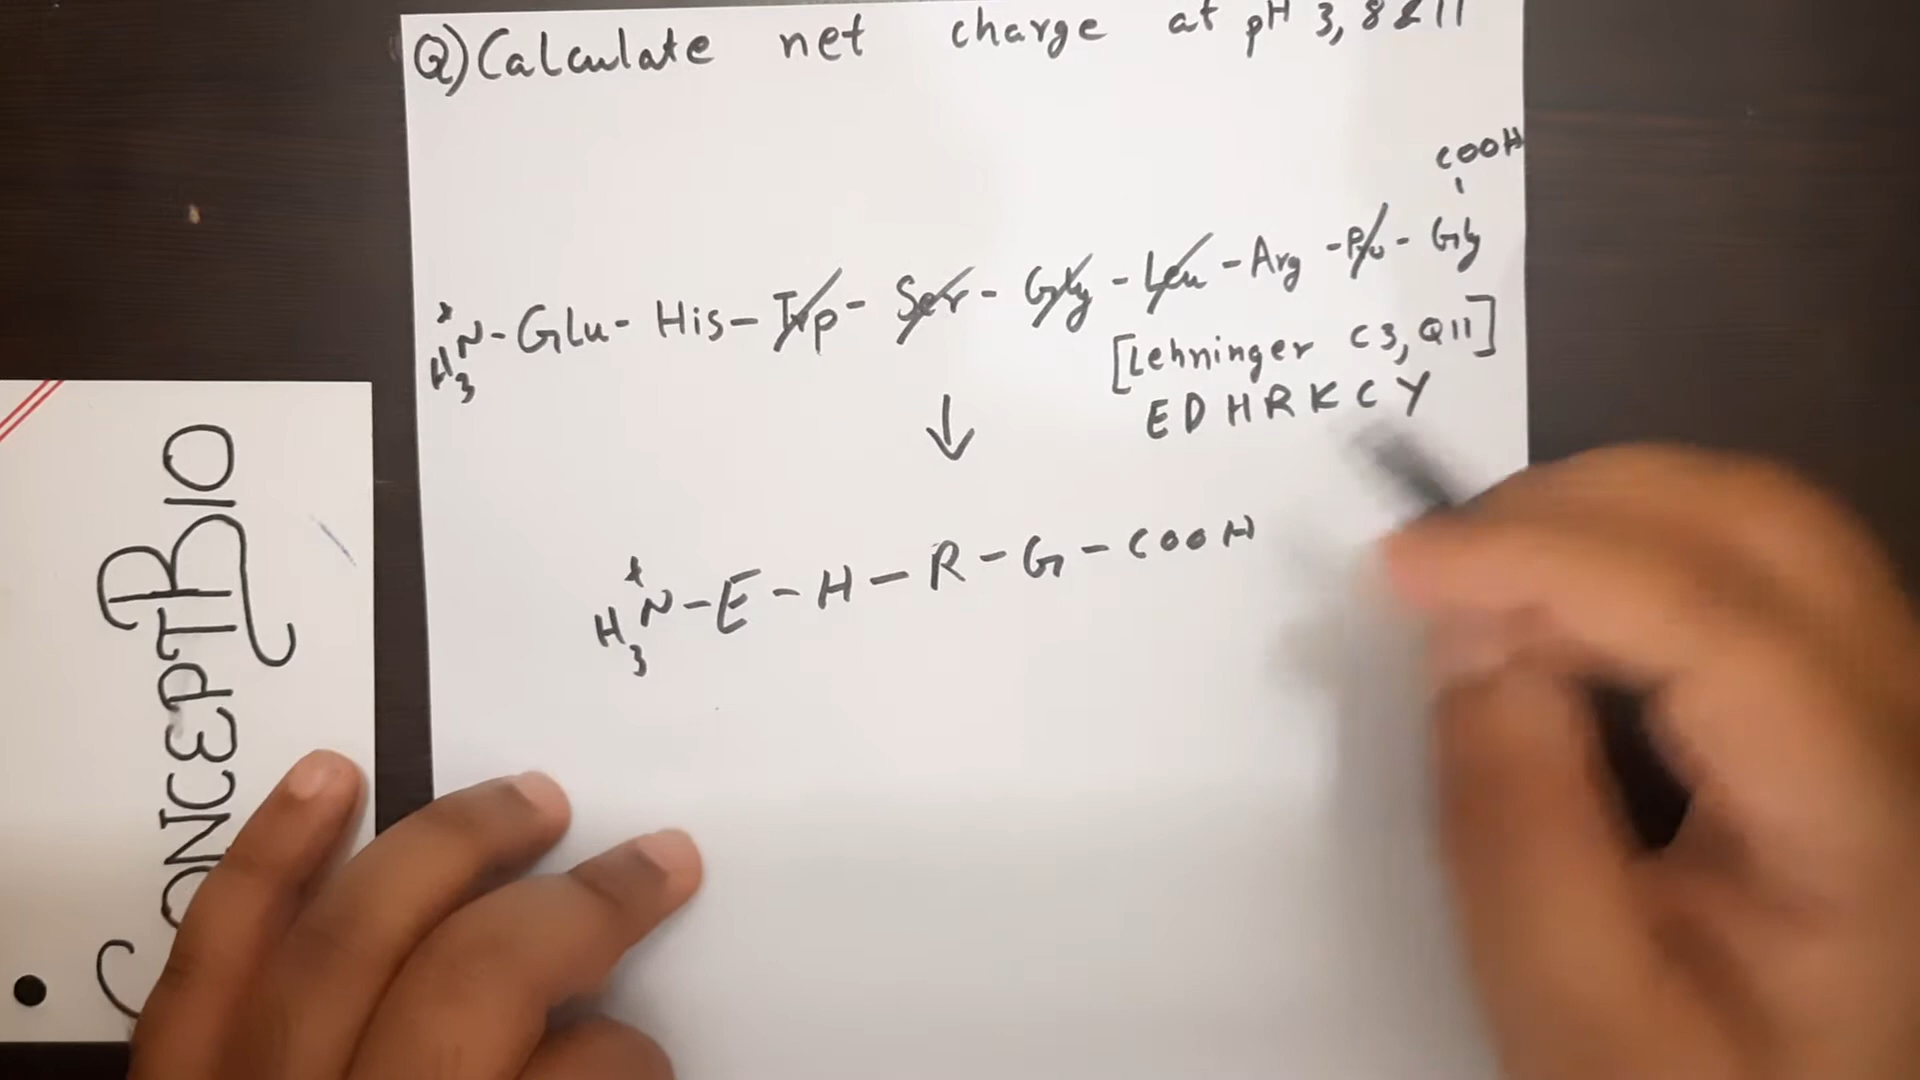 Q) Calculate net charge at pH 3, 8 & 11
COOH
H3N+ - Glu - His - Trp - Ser - Gly - Leu - Arg - Pro - Gly
[Lehninger C3, Q11]
E D H R K C Y
↓
H3N+ - E - H - R - G - COOH
CONCEPTBIO